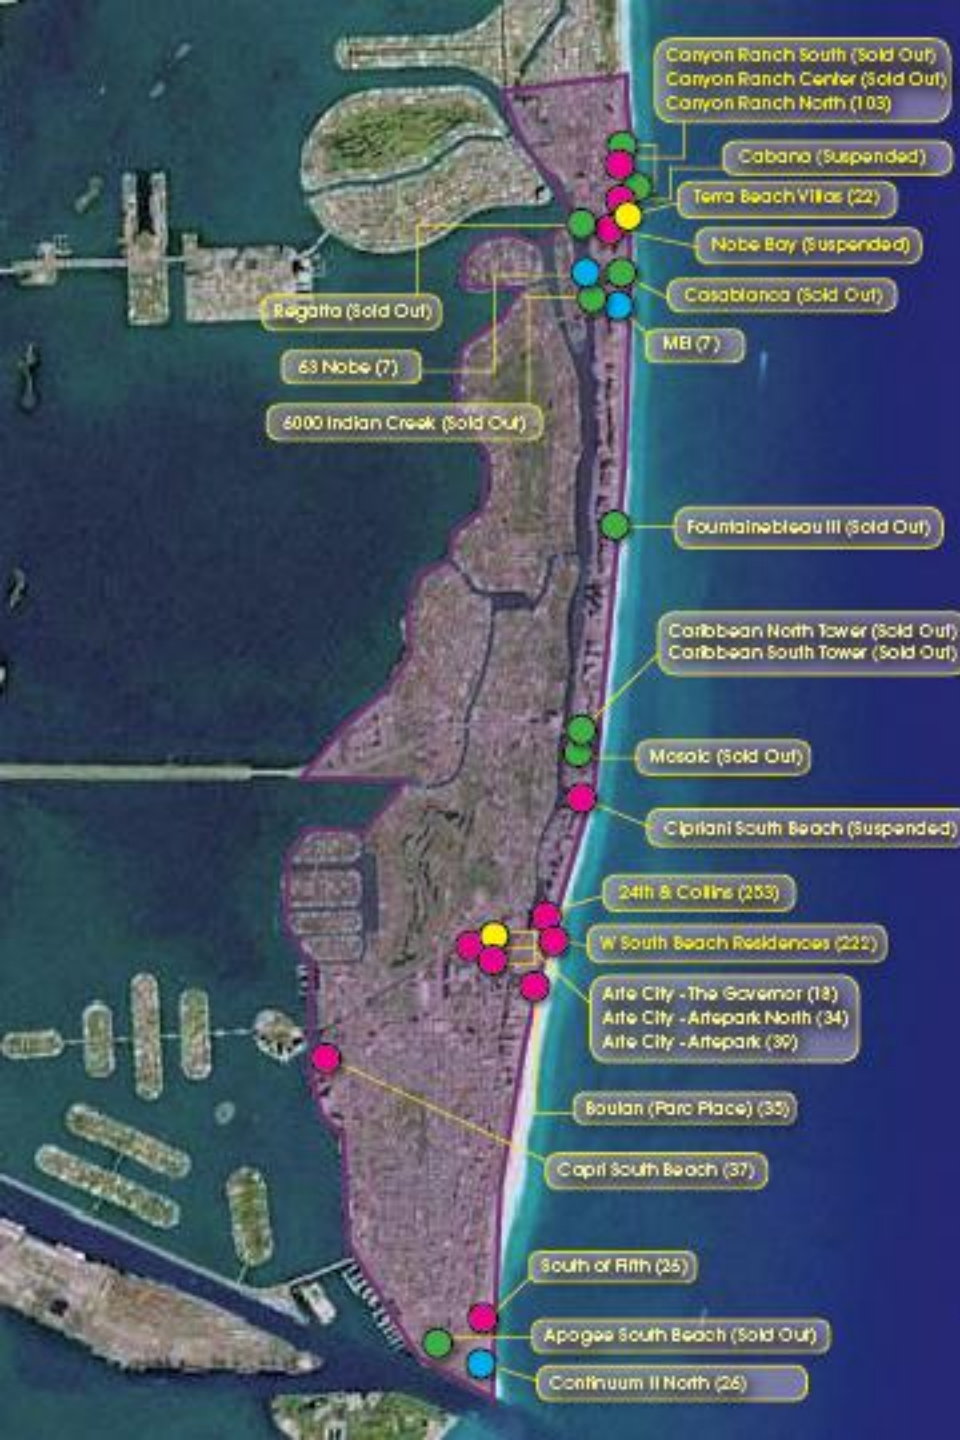 Canyon Ranch South (Sold Out)
Canyon Ranch Center (Sold Out)
Canyon Ranch North (103)
Cabana (Suspended)
Terra Beach Villas (22)
Nobe Bay (Suspended)
Regatta (Sold Out)
Casablanca (Sold Out)
MEI (7)
63 Nobe (7)
6000 Indian Creek (Sold Out)
Fountainebleau III (Sold Out)
Caribbean North Tower (Sold Out)
Caribbean South Tower (Sold Out)
Mosaic (Sold Out)
Cipriani South Beach (Suspended)
24th & Collins (253)
W South Beach Residences (222)
Arte City - The Governor (18)
Arte City - Artepark North (34)
Arte City - Artepark (39)
Boulan (Parc Place) (35)
Capri South Beach (37)
South of Fifth (26)
Apogee South Beach (Sold Out)
Continuum II North (26)